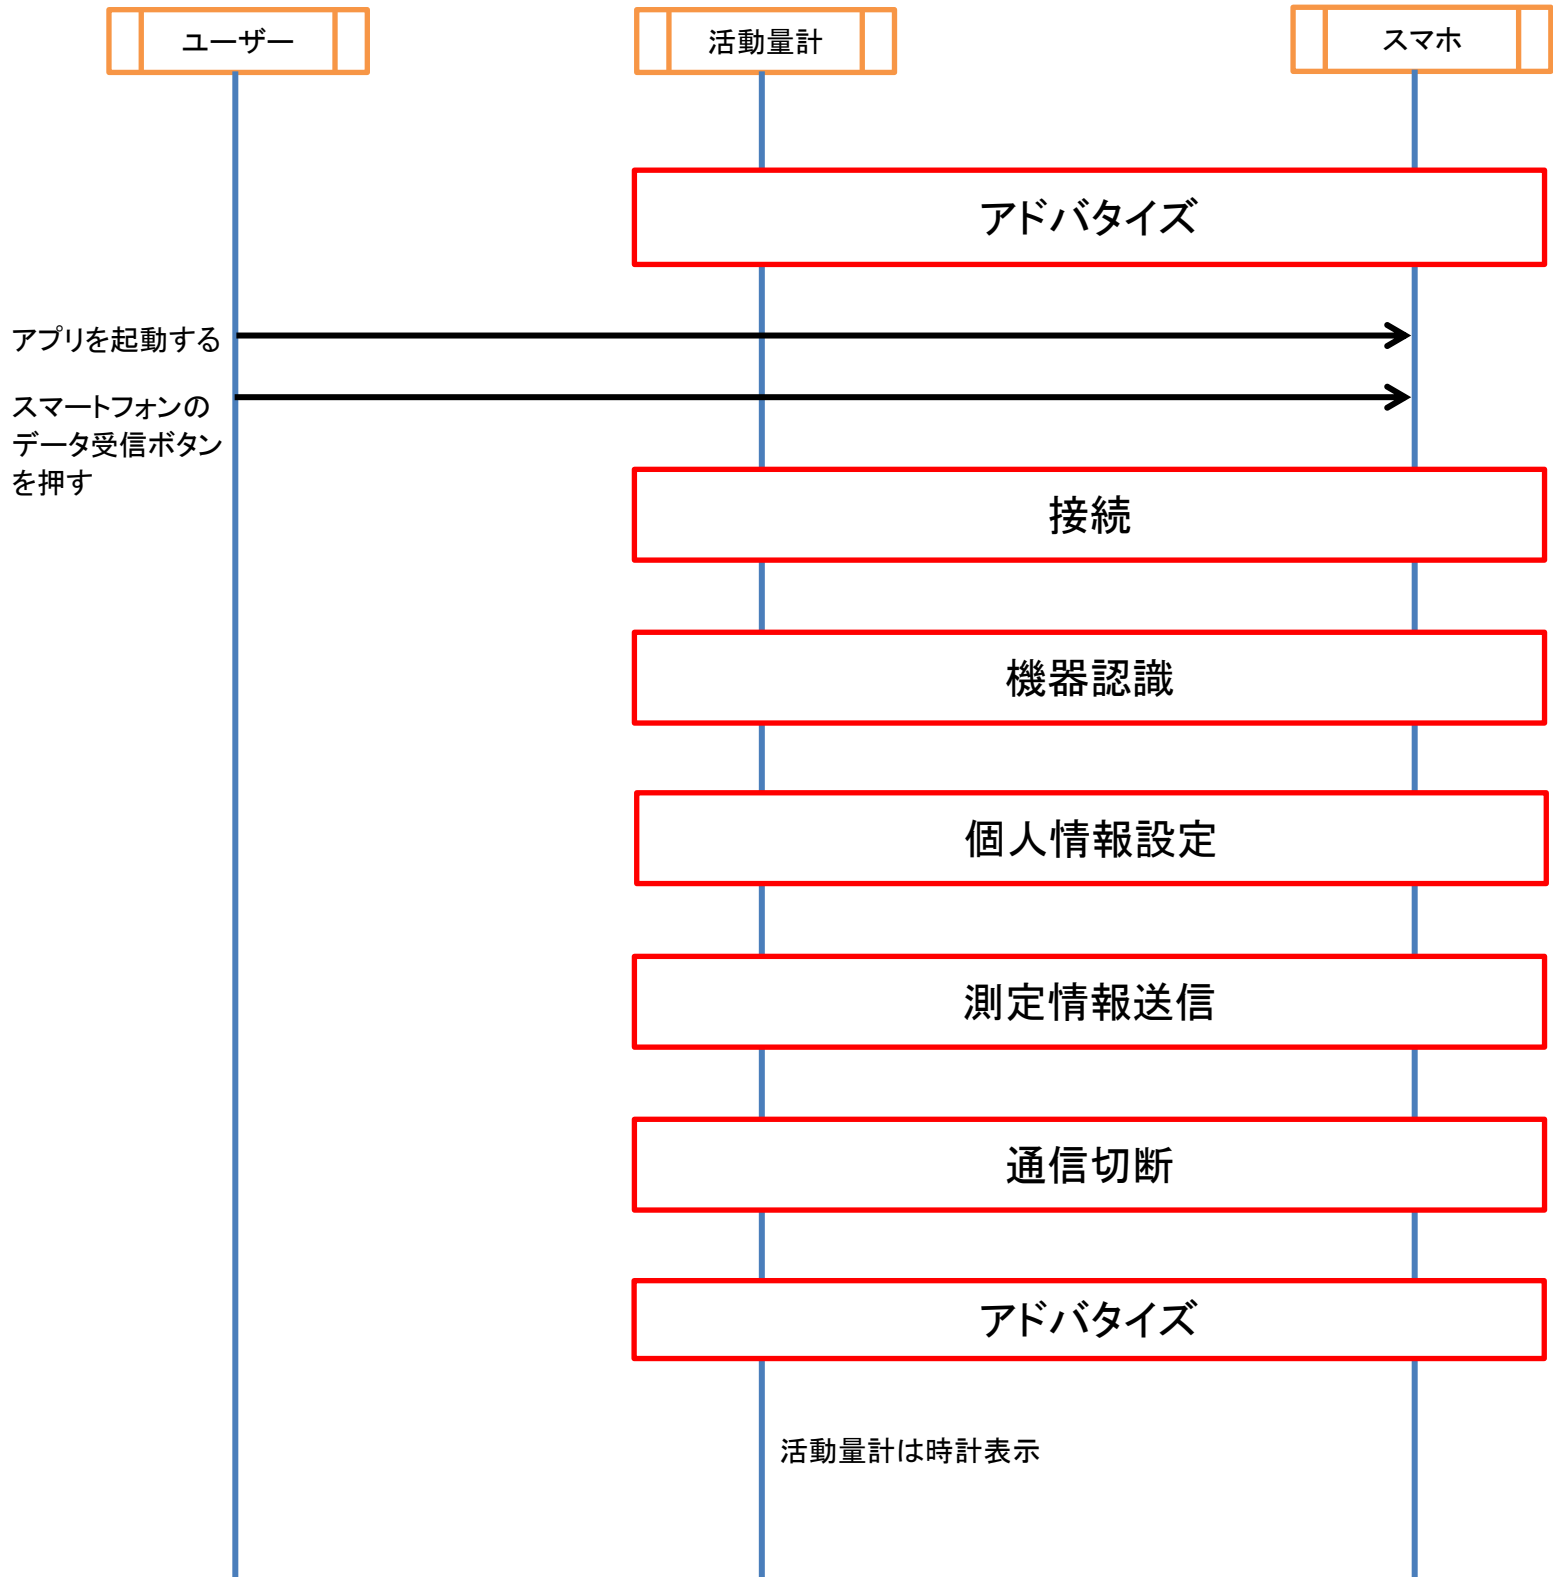 ユーザー
活動量計
スマホ
アドバタイズ
アプリを起動する
スマートフォンの
データ受信ボタン
を押す
接続
機器認識
個人情報設定
測定情報送信
通信切断
アドバタイズ
活動量計は時計表示